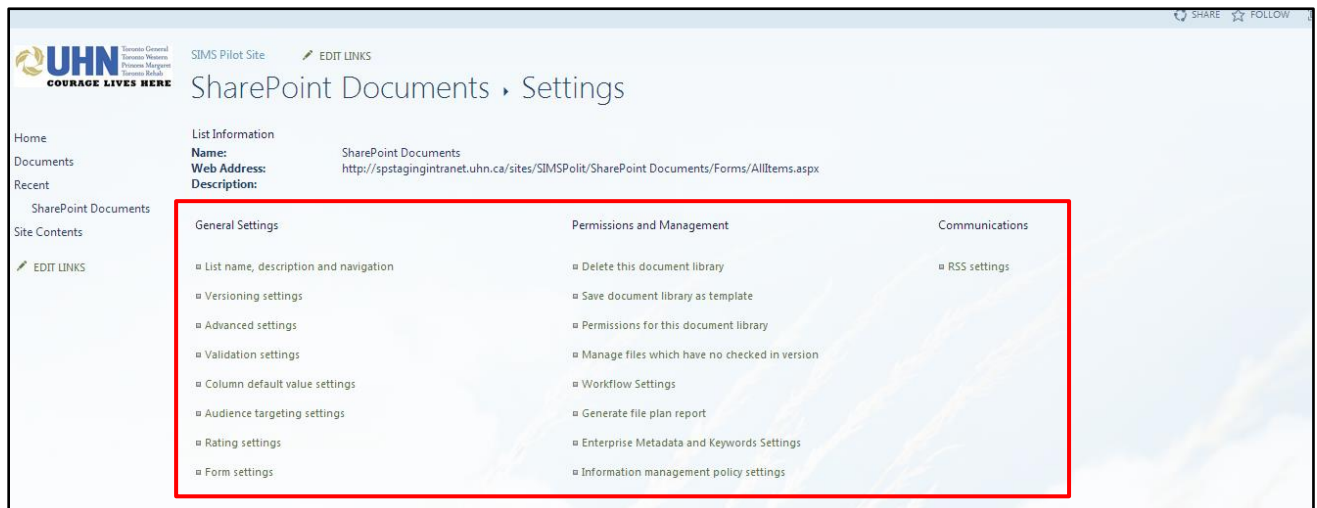 SHARE FOLLOW
UHN
Toronto General
Toronto Western
Princess Margaret
Toronto Rehab
COURAGE LIVES HERE
SIMS Pilot Site EDIT LINKS
SharePoint Documents ▸ Settings
Home
Documents
Recent
SharePoint Documents
Site Contents
EDIT LINKS
List Information
Name: SharePoint Documents
Web Address: http://spstagingintranet.uhn.ca/sites/SIMSPolit/SharePoint Documents/Forms/AllItems.aspx
Description:
General Settings
List name, description and navigation
Versioning settings
Advanced settings
Validation settings
Column default value settings
Audience targeting settings
Rating settings
Form settings
Permissions and Management
Delete this document library
Save document library as template
Permissions for this document library
Manage files which have no checked in version
Workflow Settings
Generate file plan report
Enterprise Metadata and Keywords Settings
Information management policy settings
Communications
RSS settings